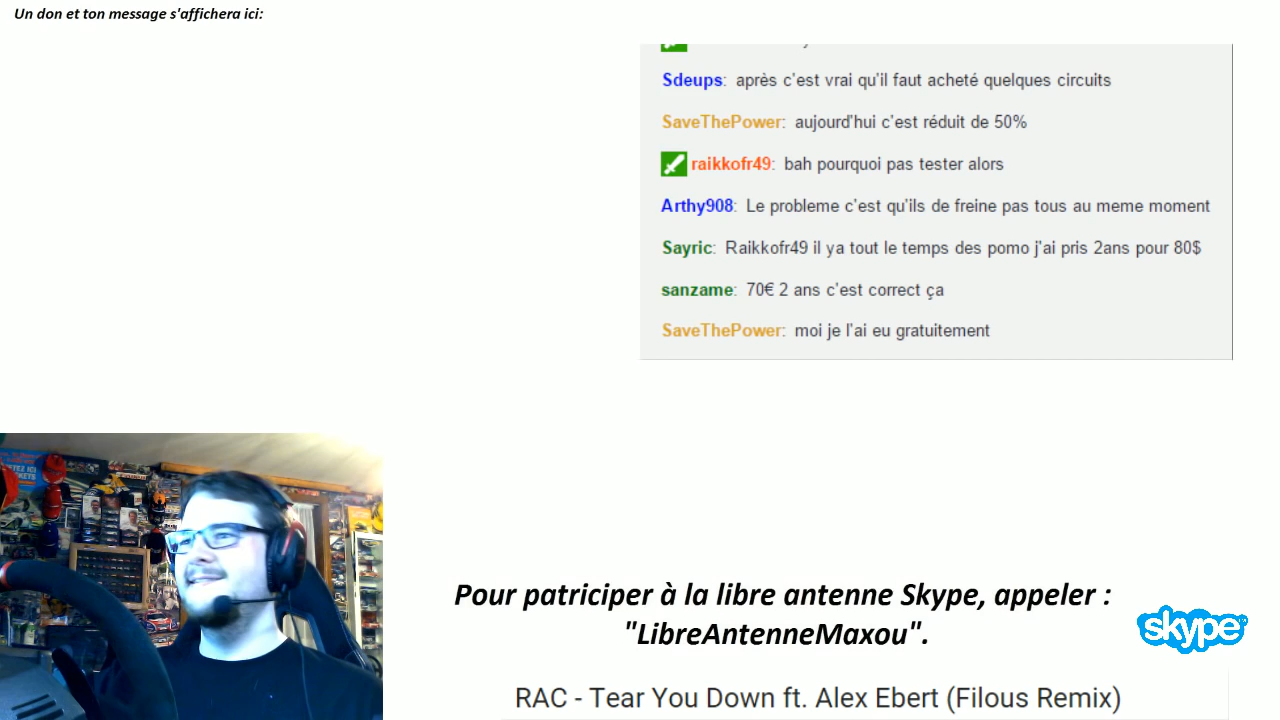 Un don et ton message s'affichera ici:
Sdeups: après c'est vrai qu'il faut acheté quelques circuits
SaveThePower: aujourd'hui c'est réduit de 50%
raikkofr49: bah pourquoi pas tester alors
Arthy908: Le probleme c'est qu'ils de freine pas tous au meme moment
Sayric: Raikkofr49 il ya tout le temps des pomo j'ai pris 2ans pour 80$
sanzame: 70€ 2 ans c'est correct ça
SaveThePower: moi je l'ai eu gratuitement
Pour patriciper à la libre antenne Skype, appeler :
"LibreAntenneMaxou".
skype™
RAC - Tear You Down ft. Alex Ebert (Filous Remix)